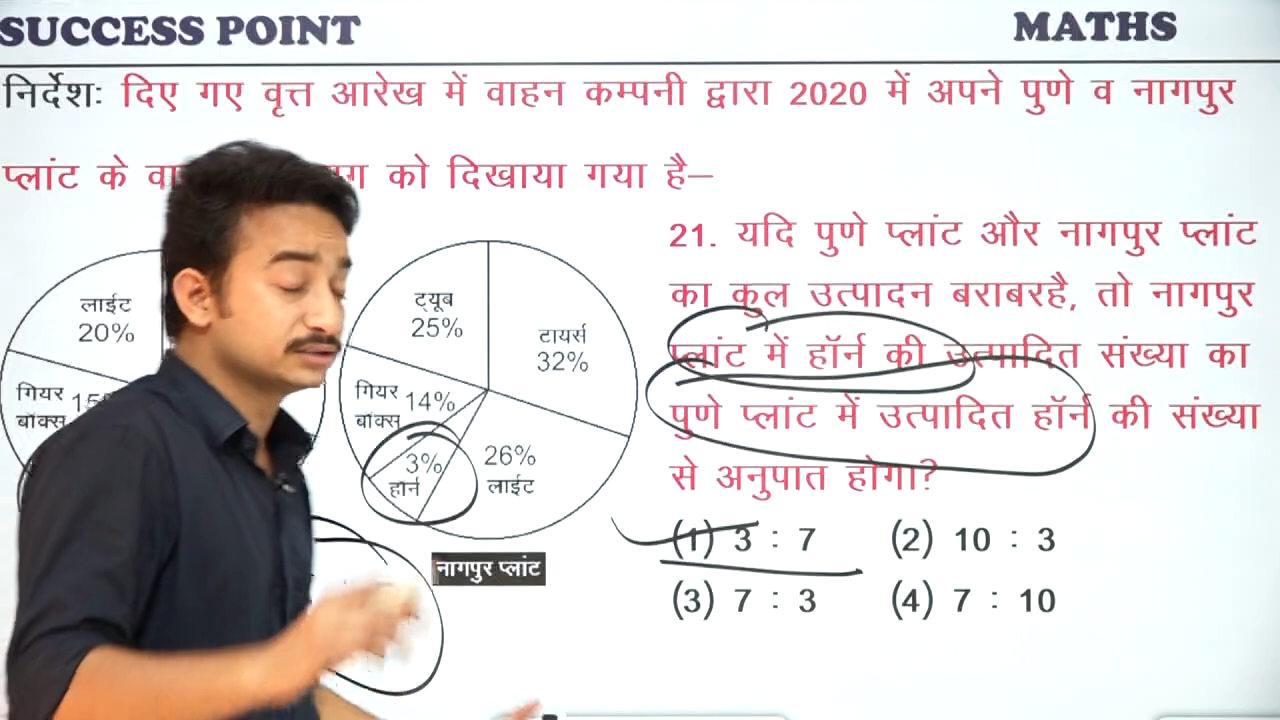 SUCCESS POINT
MATHS
निर्देशः दिए गए वृत्त आरेख में वाहन कम्पनी द्वारा 2020 में अपने पुणे व नागपुर
प्लांट के को दिखाया गया है–
लाईट
20%
गियर
बॉक्स
ट्यूब
25%
टायर्स
32%
गियर
बॉक्स
14%
3%
हॉर्न
26%
लाईट
नागपुर प्लांट
21. यदि पुणे प्लांट और नागपुर प्लांट
का कुल उत्पादन बराबरहै, तो नागपुर
प्लांट में हॉर्न की उत्पादित संख्या का
पुणे प्लांट में उत्पादित हॉर्न की संख्या
से अनुपात होगा?
(1) 3 : 7 (2) 10 : 3
(3) 7 : 3 (4) 7 : 10